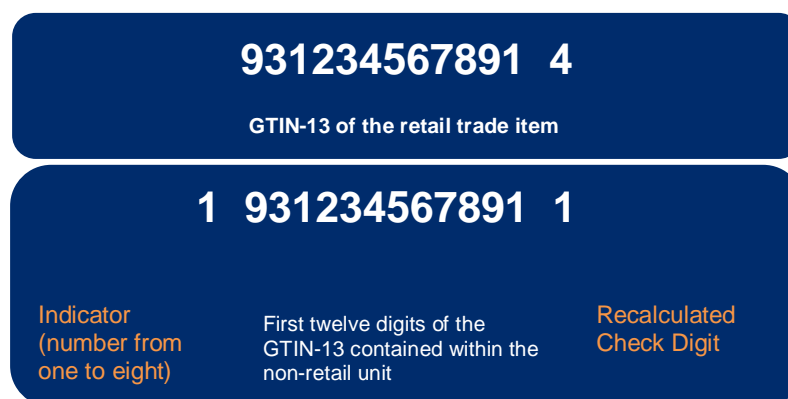 931234567891 4
GTIN-13 of the retail trade item
1 931234567891 1
Indicator
(number from
one to eight)
First twelve digits of the
GTIN-13 contained within the
non-retail unit
Recalculated
Check Digit